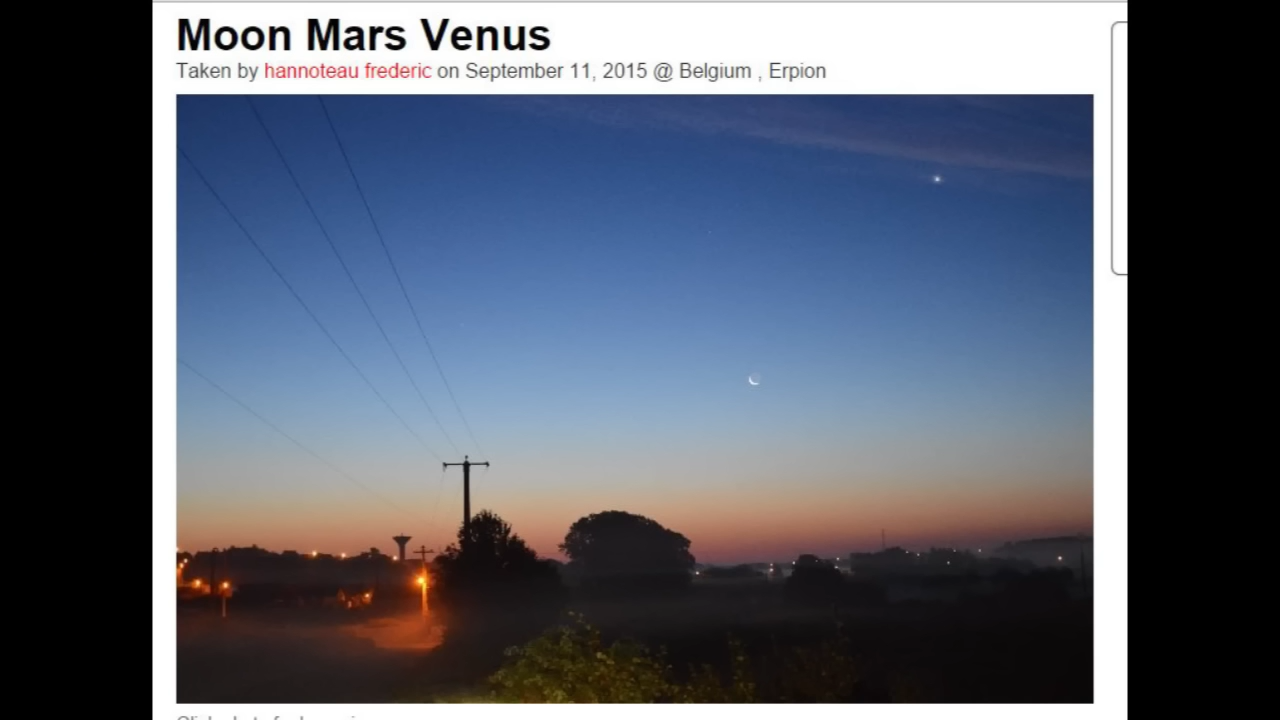 Moon Mars Venus
Taken by hannoteau frederic on September 11, 2015 @ Belgium , Erpion